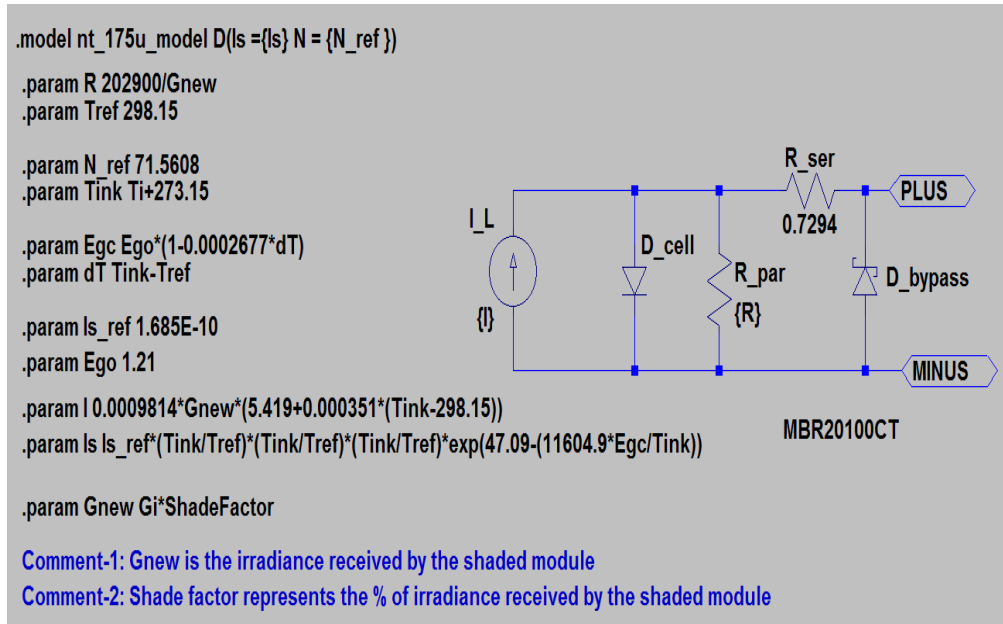 .model nt_175u_model D(Is ={Is} N = {N_ref })
.param R 202900/Gnew
.param Tref 298.15
.param N_ref 71.5608
.param Tink Ti+273.15
.param Egc Ego*(1-0.0002677*dT)
.param dT Tink-Tref
.param Is_ref 1.685E-10
.param Ego 1.21
.param I 0.0009814*Gnew*(5.419+0.000351*(Tink-298.15))
.param Is Is_ref*(Tink/Tref)*(Tink/Tref)*(Tink/Tref)*exp(47.09-(11604.9*Egc/Tink))
.param Gnew Gi*ShadeFactor
Comment-1: Gnew is the irradiance received by the shaded module
Comment-2: Shade factor represents the % of irradiance received by the shaded module
I_L
{I}
D_cell
R_par
{R}
R_ser
0.7294
PLUS
D_bypass
MINUS
MBR20100CT